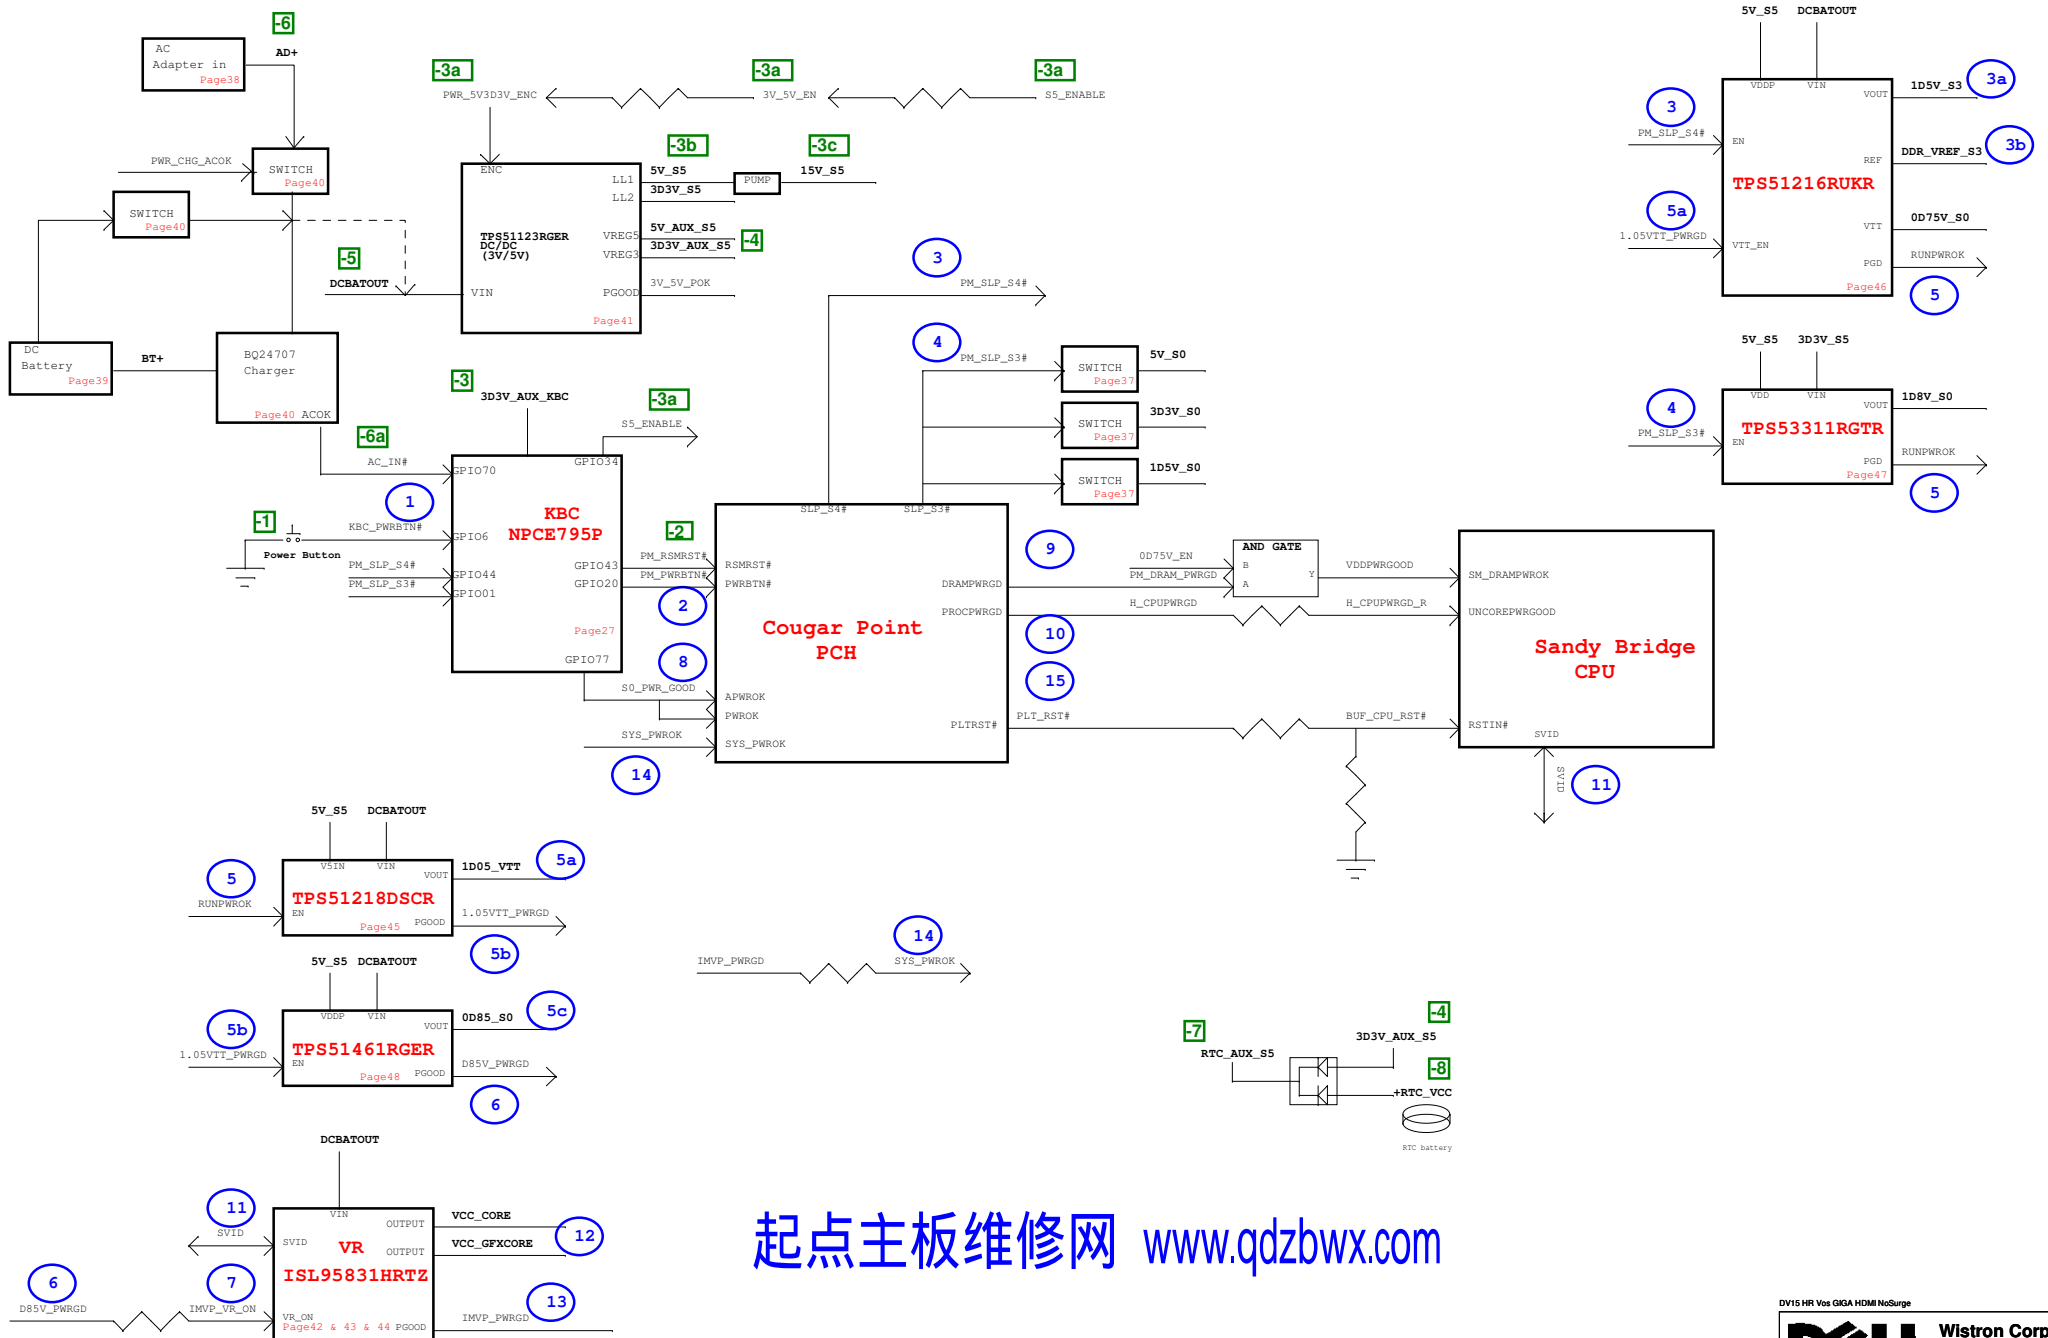 -6
AC
Adapter in
Page38
AD+
PWR_CHG_ACOK
SWITCH
Page40
SWITCH
Page40
-5
DCBATOUT
DC
Battery
Page39
BT+
BQ24707
Charger
Page40 ACOK
-3a
-3a
-3a
PWR_5V3D3V_ENC
3V_5V_EN
S5_ENABLE
ENC
TPS51123RGER
DC/DC
(3V/5V)
VIN
LL1
LL2
VREG5
VREG3
PGOOD
Page41
-3b
5V_S5
3D3V_S5
PUMP
-3c
15V_S5
5V_AUX_S5
3D3V_AUX_S5
-4
3V_5V_POK
-6a
AC_IN#
1
-1
KBC_PWRBTN#
Power Button
PM_SLP_S4#
PM_SLP_S3#
-3
3D3V_AUX_KBC
-3a
S5_ENABLE
GPIO34
GPIO70
KBC
NPCE795P
GPIO6
GPIO44
GPIO01
GPIO43
GPIO20
Page27
GPIO77
-2
PM_RSMRST#
PM_PWRBTN#
2
8
S0_PWR_GOOD
SYS_PWROK
14
3
PM_SLP_S4#
4
PM_SLP_S3#
SWITCH
Page37
5V_S0
SWITCH
Page37
3D3V_S0
SWITCH
Page37
1D5V_S0
SLP_S4#
SLP_S3#
RSMRST#
PWRBTN#
Cougar Point
PCH
DRAMPWRGD
PROCPWRGD
APWROK
PWROK
SYS_PWROK
PLTRST#
9
10
15
PLT_RST#
0D75V_EN
PM_DRAM_PWRGD
H_CPUPWRGD
AND GATE
B
A
Y
VDDPWRGOOD
H_CPUPWRGD_R
BUF_CPU_RST#
SM_DRAMPWROK
UNCOREPWRGOOD
Sandy Bridge
CPU
RSTIN#
SVID
SVID
11
5V_S5
DCBATOUT
3
PM_SLP_S4#
5a
1.05VTT_PWRGD
VDDP
VIN
VOUT
EN
REF
TPS51216RUKR
VTT
VTT_EN
PGD
Page46
1D5V_S3
3a
DDR_VREF_S3
3b
0D75V_S0
RUNPWROK
5
5V_S5
3D3V_S5
4
PM_SLP_S3#
VDD
VIN
VOUT
TPS53311RGTR
EN
PGD
Page47
1D8V_S0
RUNPWROK
5
5V_S5
DCBATOUT
5
RUNPWROK
V5IN
VIN
VOUT
TPS51218DSCR
EN
PGOOD
Page45
1D05_VTT
5a
1.05VTT_PWRGD
5b
5V_S5
DCBATOUT
5b
1.05VTT_PWRGD
VDDP
VIN
VOUT
TPS51461RGER
EN
PGOOD
Page48
0D85_S0
5c
D85V_PWRGD
6
IMVP_PWRGD
14
SYS_PWROK
-7
RTC_AUX_S5
-4
3D3V_AUX_S5
-8
+RTC_VCC
RTC battery
DCBATOUT
11
SVID
6
D85V_PWRGD
7
IMVP_VR_ON
VIN
OUTPUT
SVID
VR
OUTPUT
ISL95831HRTZ
VR_ON
Page42 & 43 & 44
PGOOD
VCC_CORE
VCC_GFXCORE
12
13
IMVP_PWRGD
起点主板维修网 www.qdzbwx.com
DV15 HR Vos GIGA HDMI NoSurge
Wistron Corp